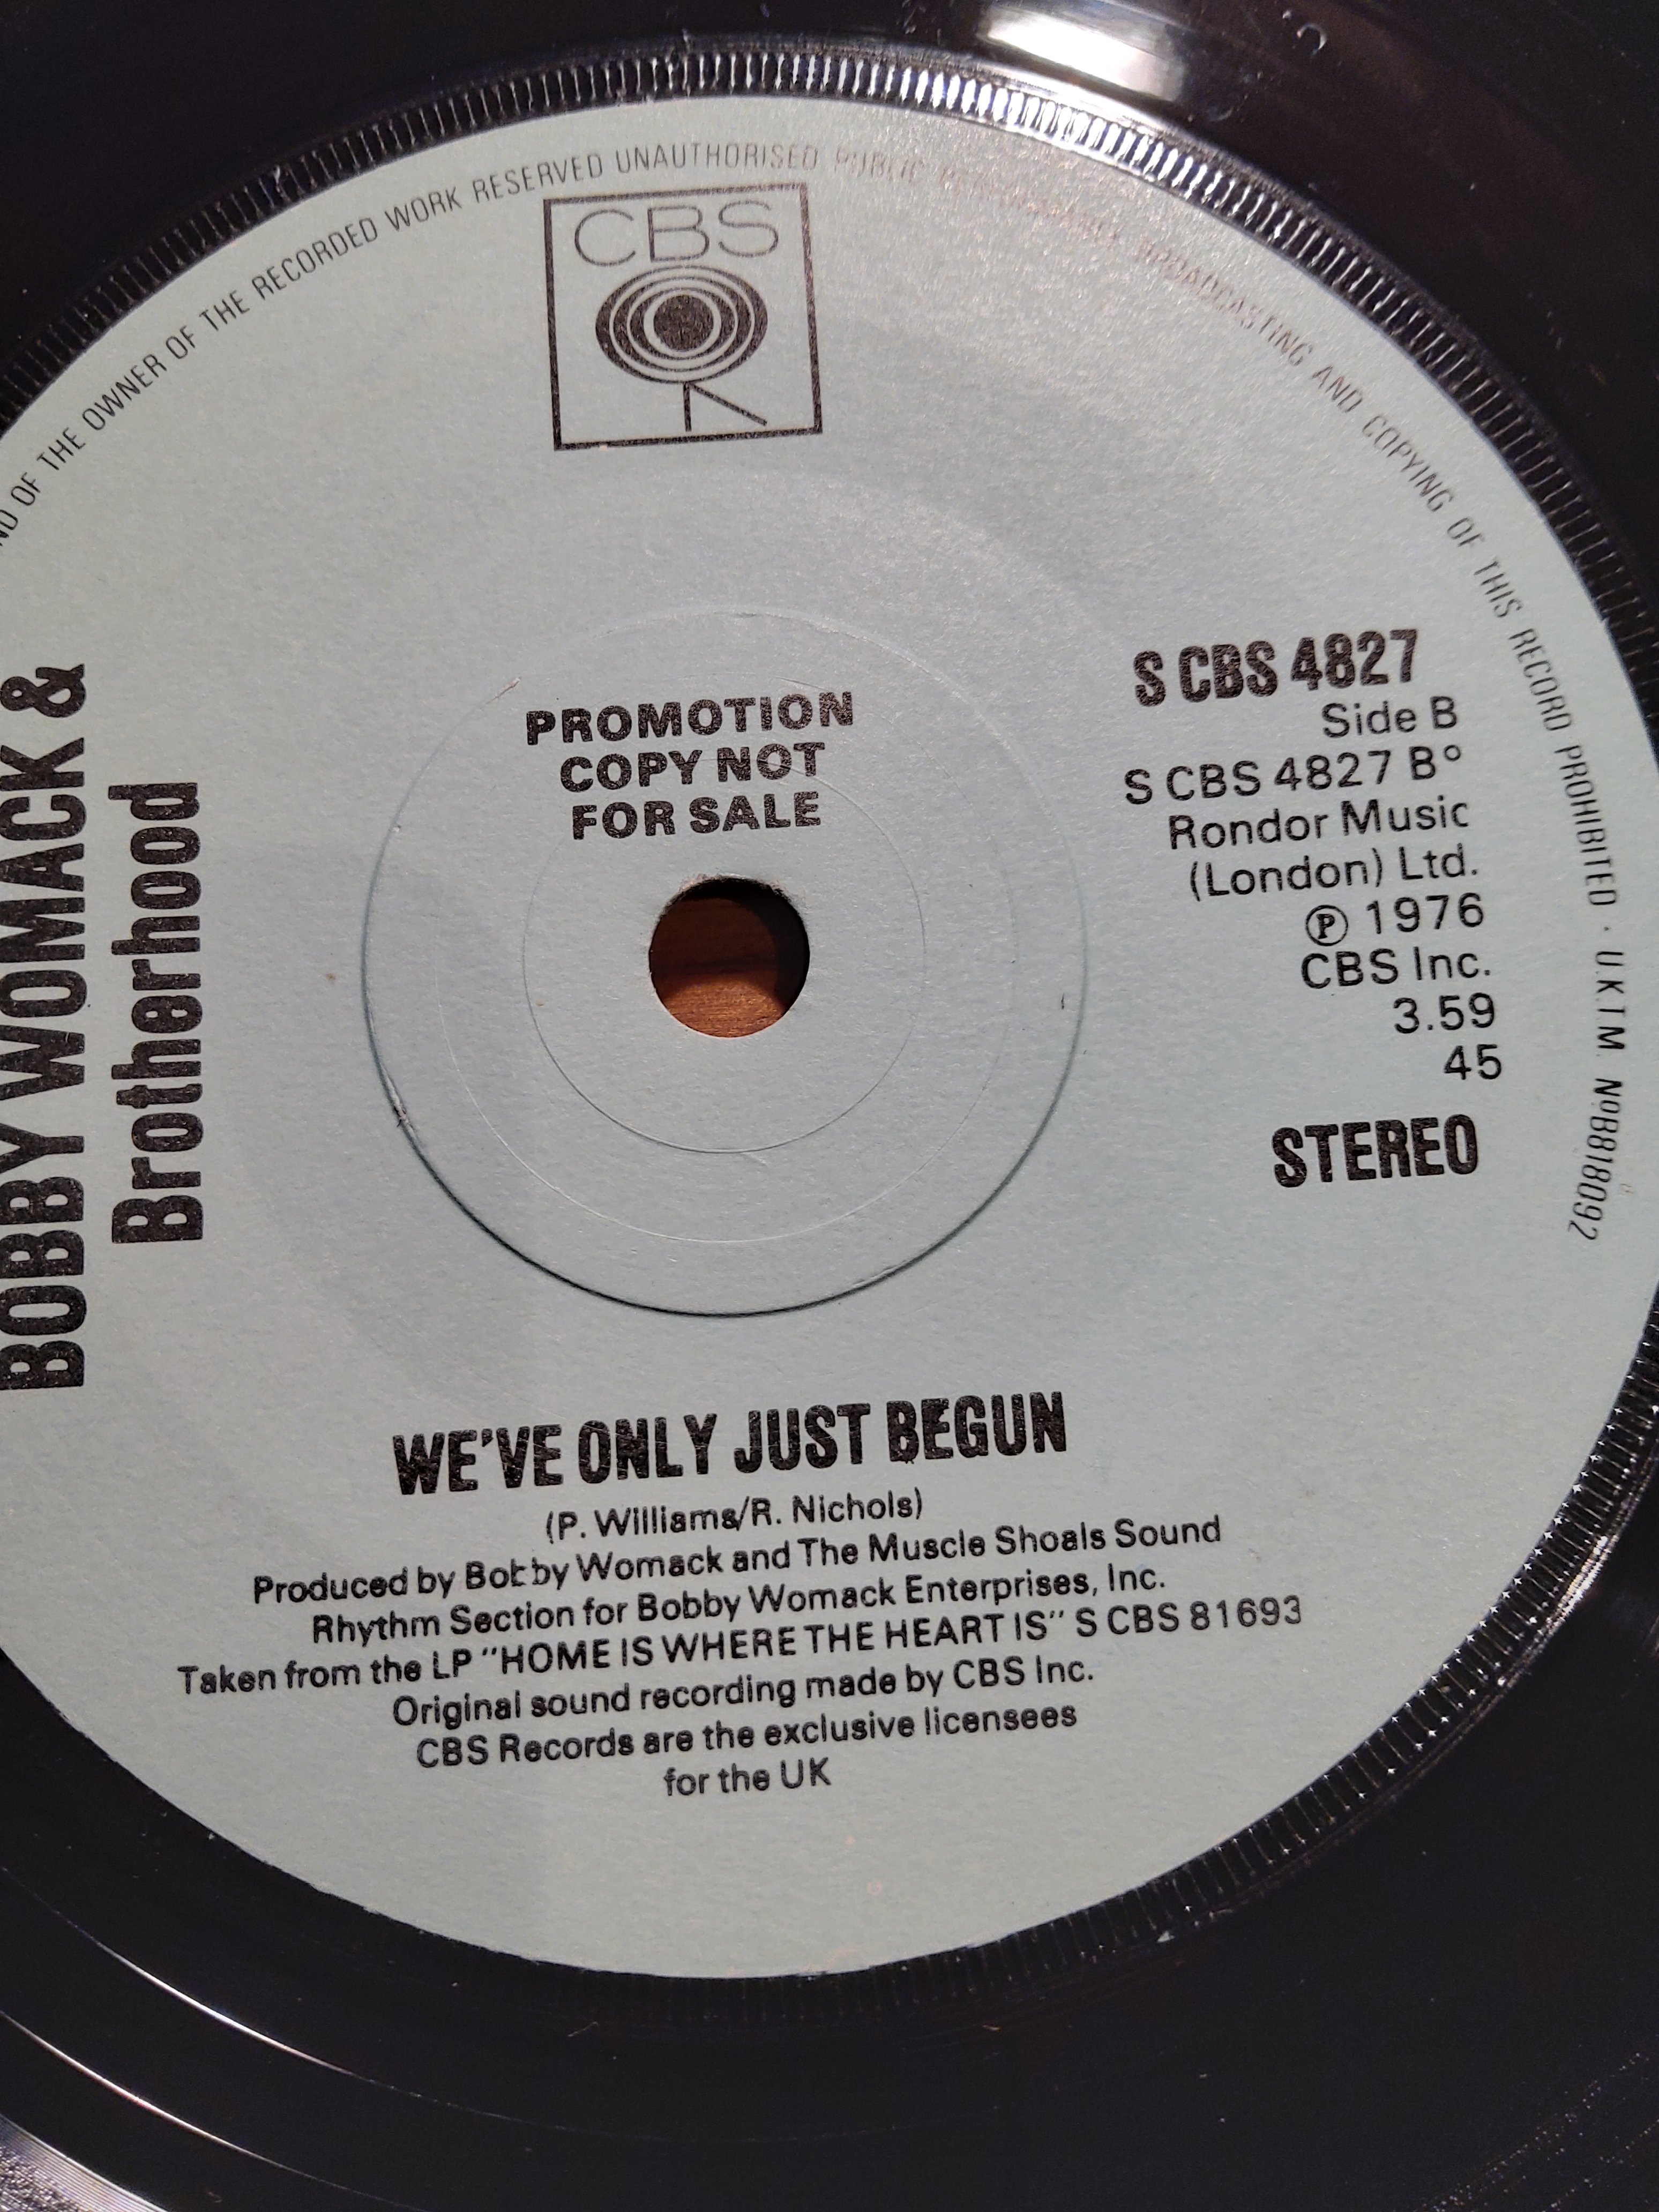 ND OF THE OWNER OF THE RECORDED WORK RESERVED UNAUTHORISED PUBLIC PERFORMANCE BROADCASTING AND COPYING OF THIS RECORD PROHIBITED · U.K.T.M. No B818092
CBS
PROMOTION
COPY NOT
FOR SALE
BOBBY WOMACK &
Brotherhood
S CBS 4827
Side B
S CBS 4827 B°
Rondor Music
(London) Ltd.
℗ 1976
CBS Inc.
3.59
45
STEREO
WE'VE ONLY JUST BEGUN
(P. Williams/R. Nichols)
Produced by Bobby Womack and The Muscle Shoals Sound
Rhythm Section for Bobby Womack Enterprises, Inc.
Taken from the LP "HOME IS WHERE THE HEART IS" S CBS 81693
Original sound recording made by CBS Inc.
CBS Records are the exclusive licensees
for the UK